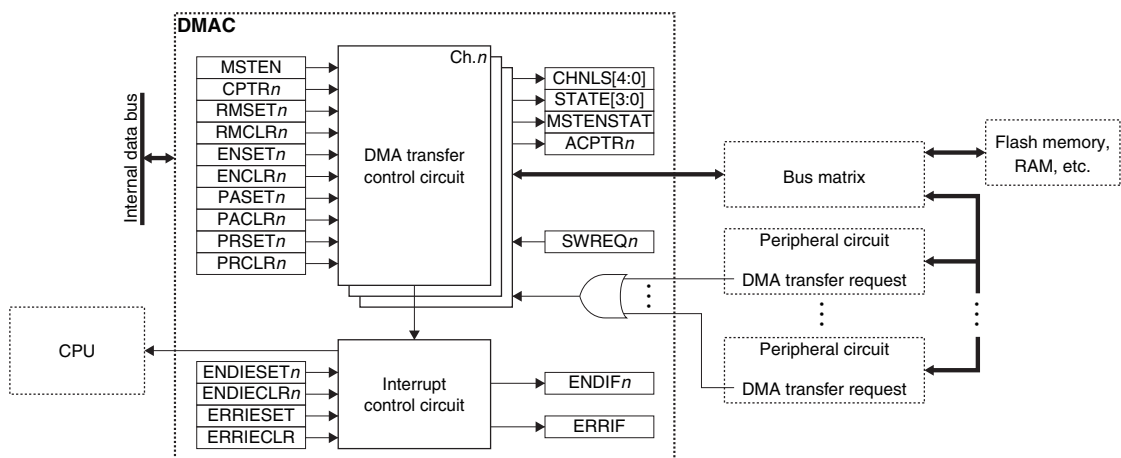 DMAC
Internal data bus
MSTEN
CPTRn
RMSETn
RMCLRn
ENSETn
ENCLRn
PASETn
PACLRn
PRSETn
PRCLRn
Ch.n
DMA transfer
control circuit
CHNLS[4:0]
STATE[3:0]
MSTENSTAT
ACPTRn
SWREQn
Bus matrix
Flash memory,
RAM, etc.
Peripheral circuit
DMA transfer request
Peripheral circuit
DMA transfer request
CPU
ENDIESETn
ENDIECLRn
ERRIESET
ERRIECLR
Interrupt
control circuit
ENDIFn
ERRIF